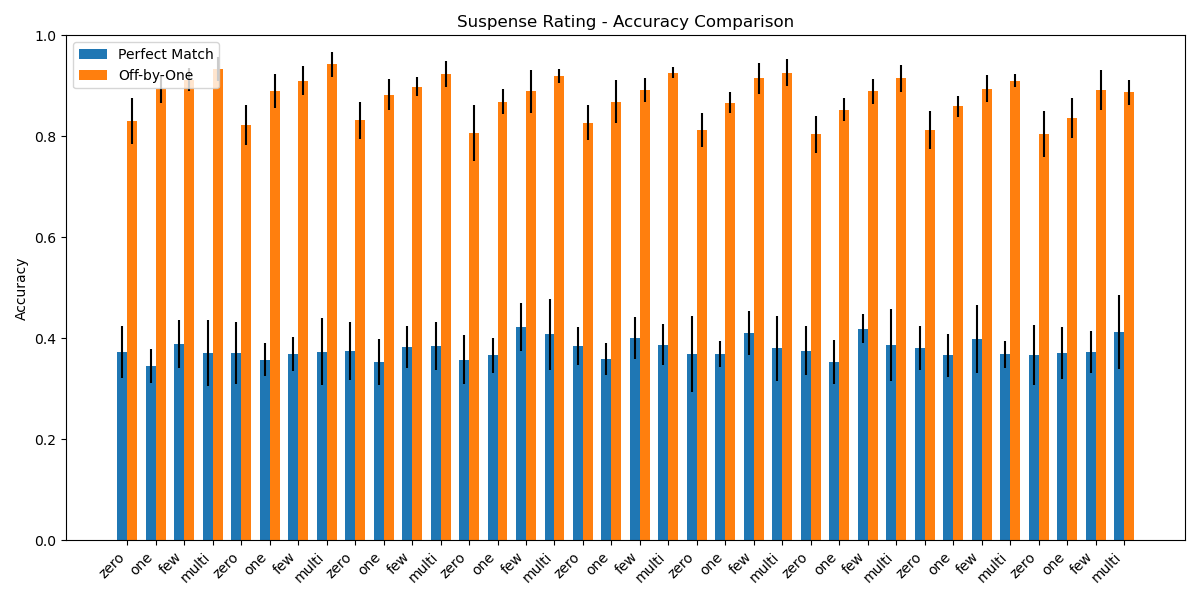 Suspense Rating - Accuracy Comparison
Perfect Match
Off-by-One
Accuracy
1.0
0.8
0.6
0.4
0.2
0.0
zero one few multi zero one few multi zero one few multi zero one few multi zero one few multi zero one few multi zero one few multi zero one few multi zero one few multi